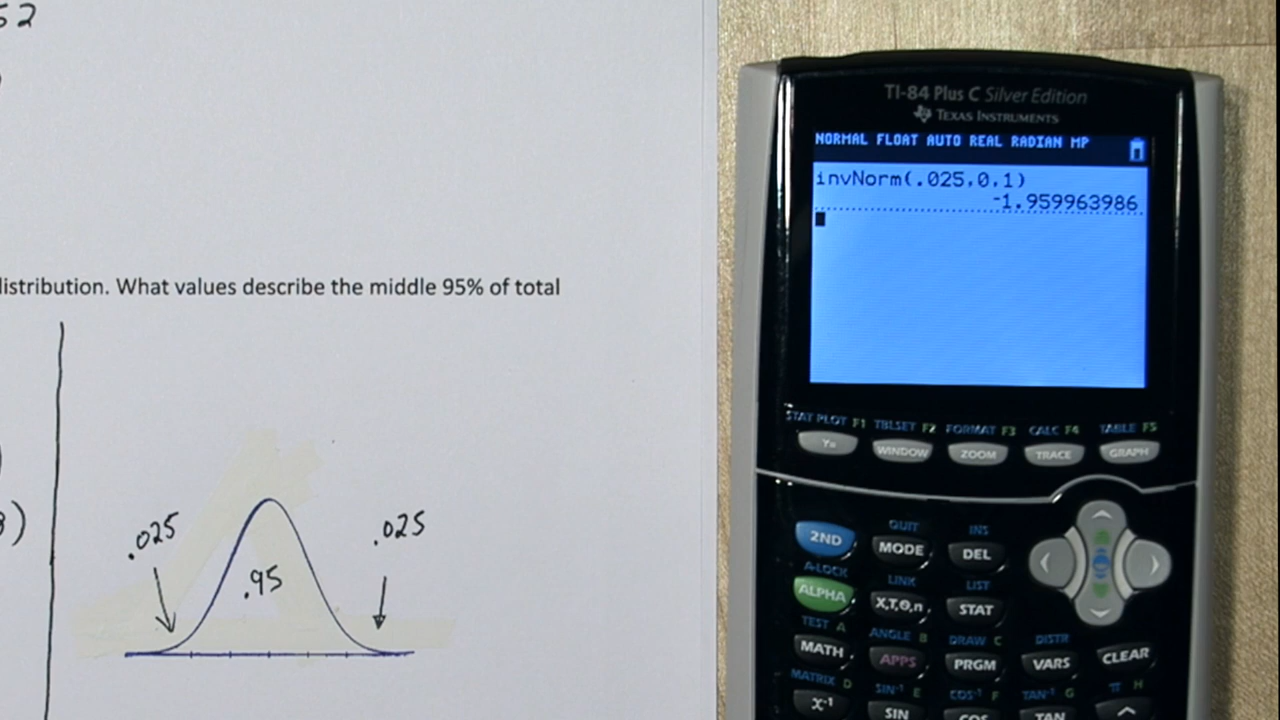 52
listribution. What values describe the middle 95% of total
)
.025
.025
.95
TI-84 Plus C Silver Edition
TEXAS INSTRUMENTS
NORMAL FLOAT AUTO REAL RADIAN MP
invNorm(.025,0,1)
-1.959963986
STAT PLOT F1 TBLSET F2 FORMAT F3 CALC F4 TABLE F5
Y= WINDOW ZOOM TRACE GRAPH
QUIT INS
2ND MODE DEL
A-LOCK LINK LIST
ALPHA X,T,θ,n STAT
TEST A ANGLE B DRAW C DISTR
MATH APPS PRGM VARS CLEAR
MATRIX D SIN⁻¹ E COS⁻¹ F TAN⁻¹ G π H
X⁻¹ SIN COS TAN ^